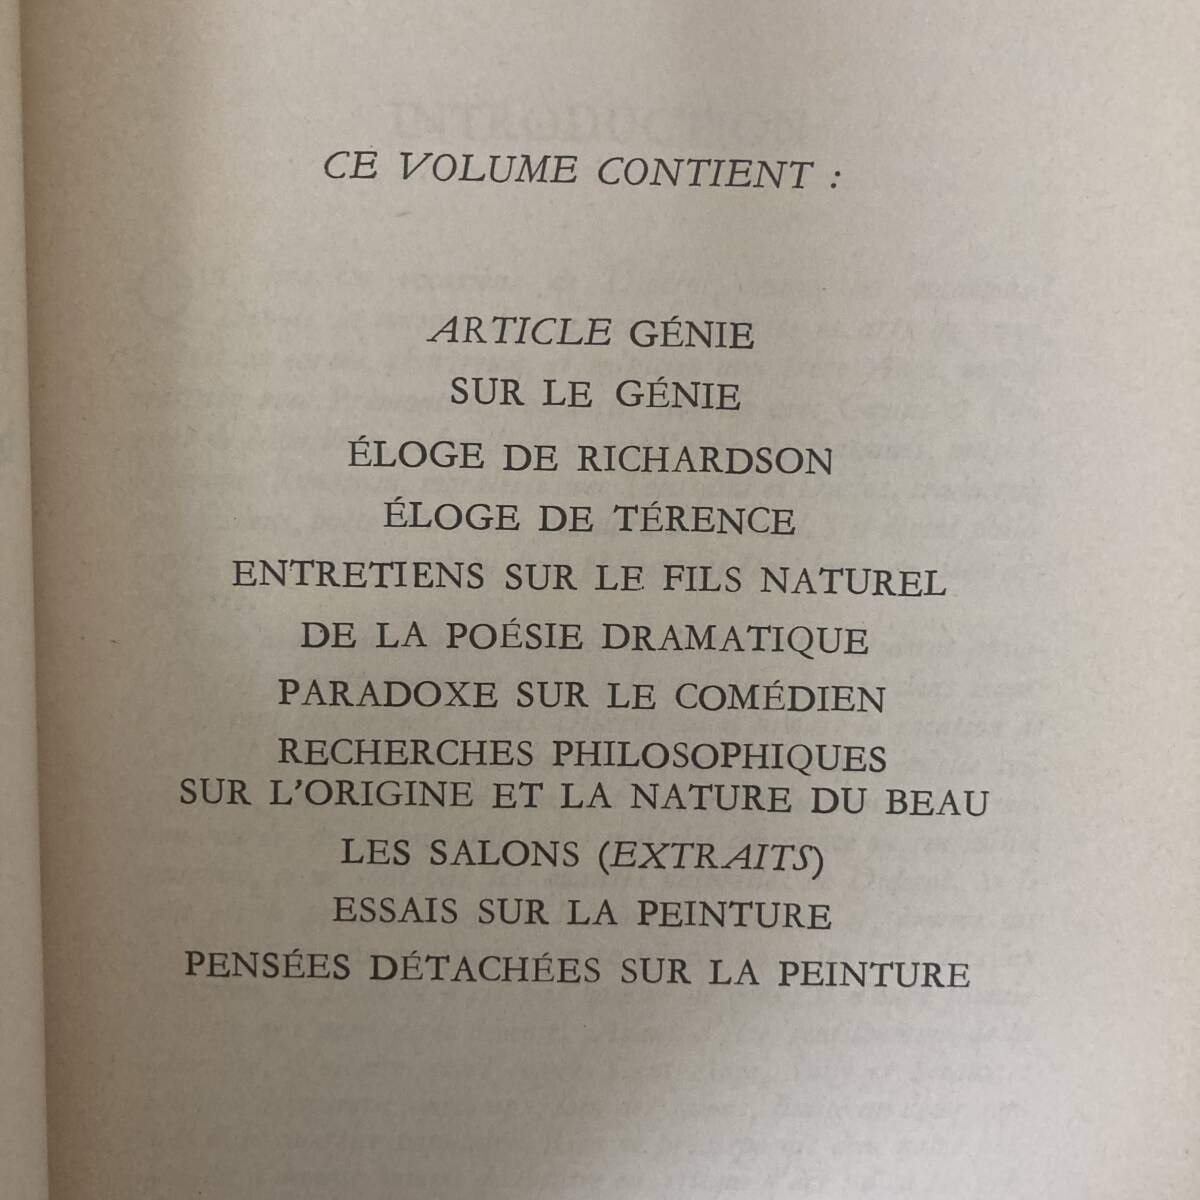 CE VOLUME CONTIENT :
ARTICLE GÉNIE
SUR LE GÉNIE
ÉLOGE DE RICHARDSON
ÉLOGE DE TÉRENCE
ENTRETIENS SUR LE FILS NATUREL
DE LA POÉSIE DRAMATIQUE
PARADOXE SUR LE COMÉDIEN
RECHERCHES PHILOSOPHIQUES
SUR L'ORIGINE ET LA NATURE DU BEAU
LES SALONS (EXTRAITS)
ESSAIS SUR LA PEINTURE
PENSÉES DÉTACHÉES SUR LA PEINTURE